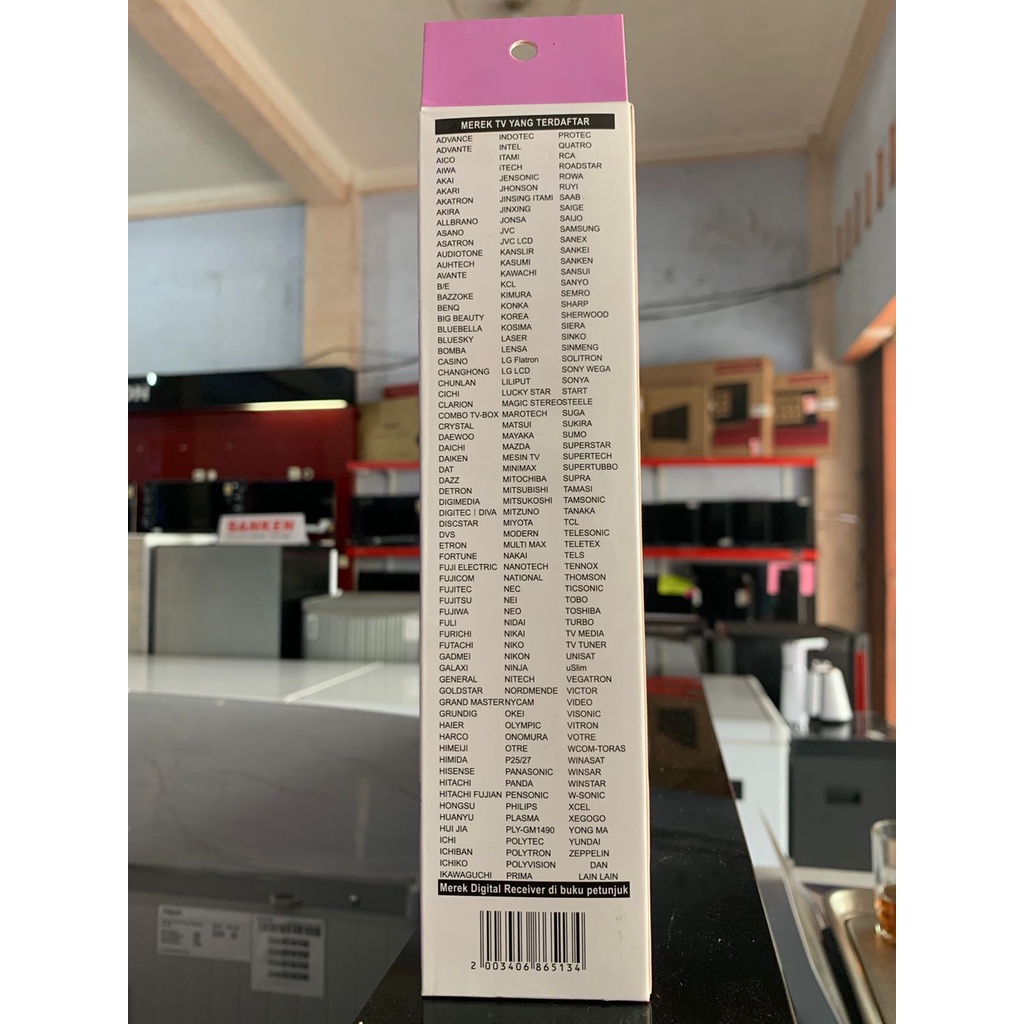 MEREK TV YANG TERDAFTAR
ADVANCE
ADVANTE
AICO
AIWA
AKAI
AKARI
AKATRON
AKIRA
ALLBRANO
ASANO
ASATRON
AUDIOTONE
AUHTECH
AVANTE
B/E
BAZZOKE
BENQ
BIG BEAUTY
BLUEBELLA
BLUESKY
BOMBA
CASINO
CHANGHONG
CHUNLAN
CICHI
CLARION
COMBO TV-BOX
CRYSTAL
DAEWOO
DAICHI
DAIKEN
DAT
DAZZ
DETRON
DIGIMEDIA
DIGITEC | DIVA
DISCSTAR
DVS
ETRON
FORTUNE
FUJI ELECTRIC
FUJICOM
FUJITEC
FUJITSU
FUJIWA
FULI
FURICHI
FUTACHI
GADMEI
GALAXI
GENERAL
GOLDSTAR
GRAND MASTER
GRUNDIG
HAIER
HARCO
HIMEIJI
HIMIDA
HISENSE
HITACHI
HITACHI FUJIAN
HONGSU
HUANYU
HUI JIA
ICHI
ICHIBAN
ICHIKO
IKAWAGUCHI
INDOTEC
INTEL
ITAMI
iTECH
JENSONIC
JHONSON
JINSING ITAMI
JINXING
JONSA
JVC
JVC LCD
KANSLIR
KASUMI
KAWACHI
KCL
KIMURA
KONKA
KOREA
KOSIMA
LASER
LENSA
LG Flatron
LG LCD
LILIPUT
LUCKY STAR
MAGIC STEREO
MAROTECH
MATSUI
MAYAKA
MAZDA
MESIN TV
MINIMAX
MITOCHIBA
MITSUBISHI
MITSUKOSHI
MITZUNO
MIYOTA
MODERN
MULTI MAX
NAKAI
NANOTECH
NATIONAL
NEC
NEI
NEO
NIDAI
NIKAI
NIKO
NIKON
NINJA
NITECH
NORDMENDE
NYCAM
OKEI
OLYMPIC
ONOMURA
OTRE
P25/27
PANASONIC
PANDA
PENSONIC
PHILIPS
PLASMA
PLY-GM1490
POLYTEC
POLYTRON
POLYVISION
PRIMA
PROTEC
QUATRO
RCA
ROADSTAR
ROWA
RUYI
SAAB
SAIGE
SAIJO
SAMSUNG
SANEX
SANKEI
SANKEN
SANSUI
SANYO
SEMRO
SHARP
SHERWOOD
SIERA
SINKO
SINMENG
SOLITRON
SONY WEGA
SONYA
START
STEELE
SUGA
SUKIRA
SUMO
SUPERSTAR
SUPERTECH
SUPERTUBBO
SUPRA
TAMASI
TAMSONIC
TANAKA
TCL
TELESONIC
TELETEX
TELS
TENNOX
THOMSON
TICSONIC
TOBO
TOSHIBA
TURBO
TV MEDIA
TV TUNER
UNISAT
uSlim
VEGATRON
VICTOR
VIDEO
VISONIC
VITRON
VOTRE
WCOM-TORAS
WINASAT
WINSAR
WINSTAR
W-SONIC
XCEL
XEGOGO
YONG MA
YUNDAI
ZEPPELIN
DAN
LAIN LAIN
Merek Digital Receiver di buku petunjuk
2 003406 865134
SANKEN